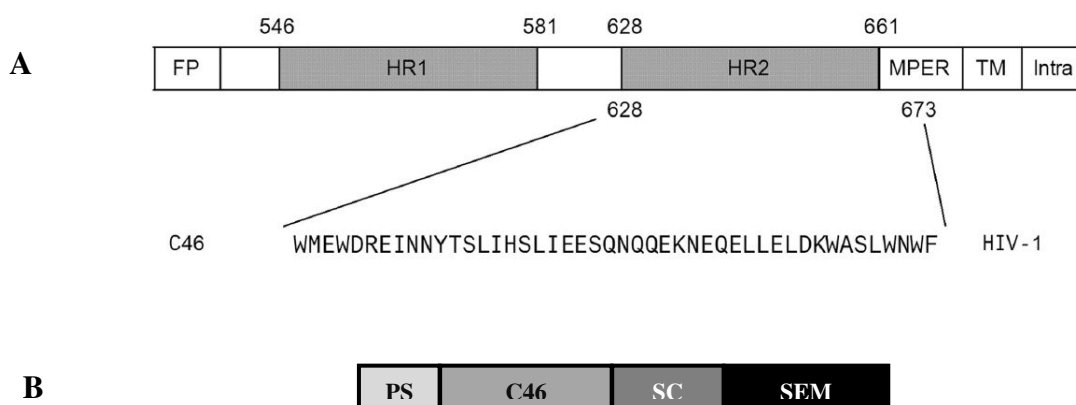 546 581 628 661
A FP HR1 HR2 MPER TM Intra
628 673
C46 WMEWDREINNYTSLIHSLIEESQNQQEKNEQELLELDKWASLWNWF HIV-1
B PS C46 SC SEM